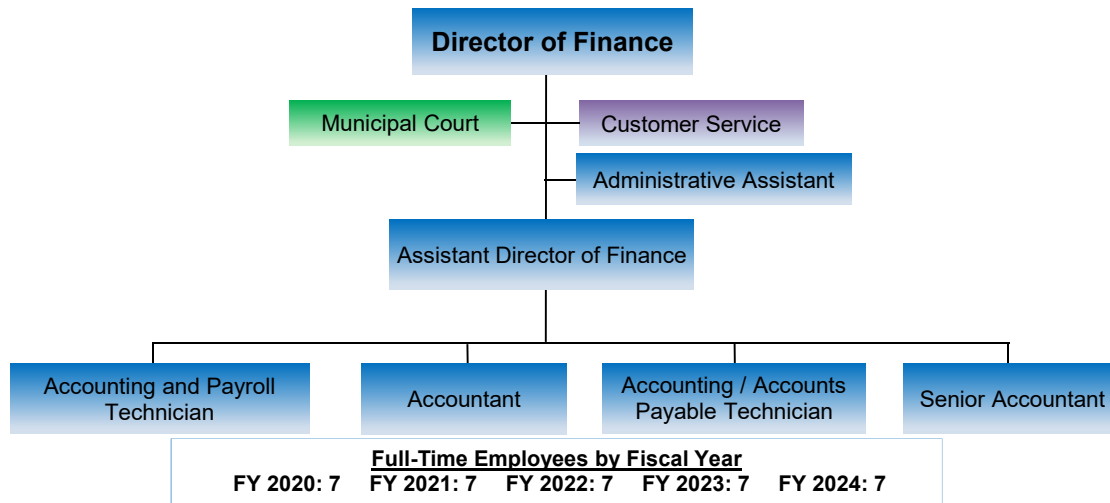 Director of Finance
Municipal Court
Customer Service
Administrative Assistant
Assistant Director of Finance
Accounting and Payroll
Technician
Accountant
Accounting / Accounts
Payable Technician
Senior Accountant
Full-Time Employees by Fiscal Year
FY 2020: 7 FY 2021: 7 FY 2022: 7 FY 2023: 7 FY 2024: 7